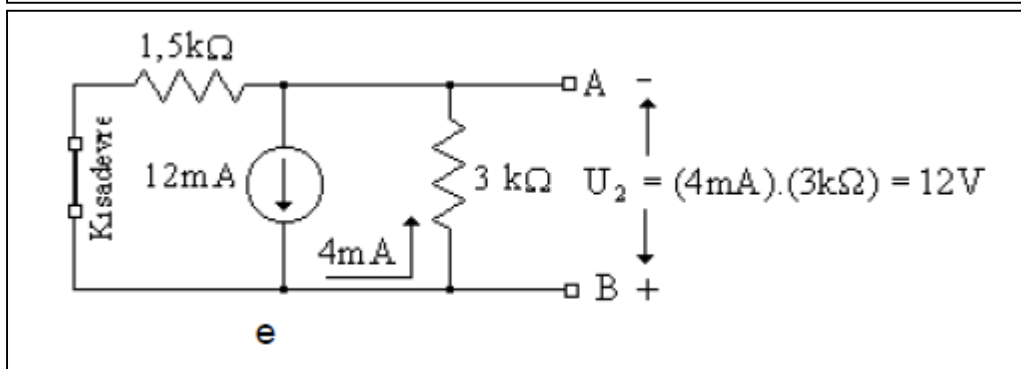 1,5kΩ
A -
Kısadevre
12mA
3 kΩ
U₂ = (4mA).(3kΩ) = 12V
4mA
B +
e